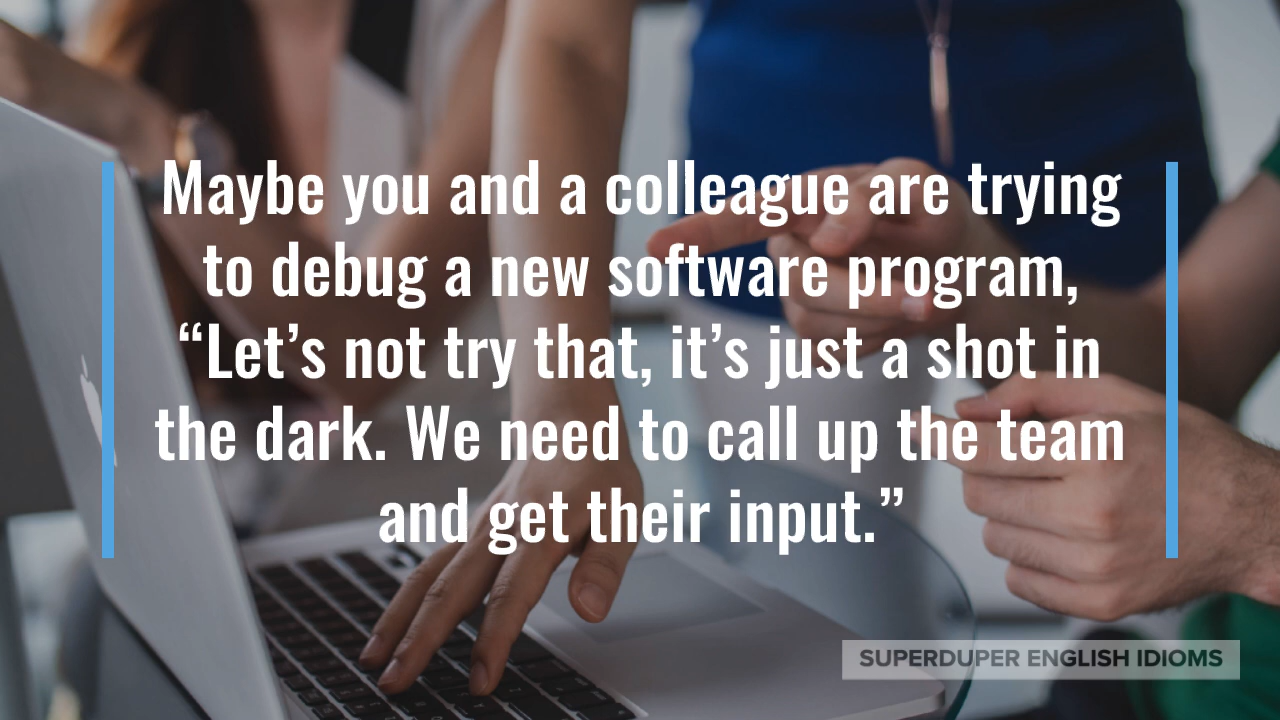 Maybe you and a colleague are trying
to debug a new software program,
“Let’s not try that, it’s just a shot in
the dark. We need to call up the team
and get their input.”
SUPERDUPER ENGLISH IDIOMS